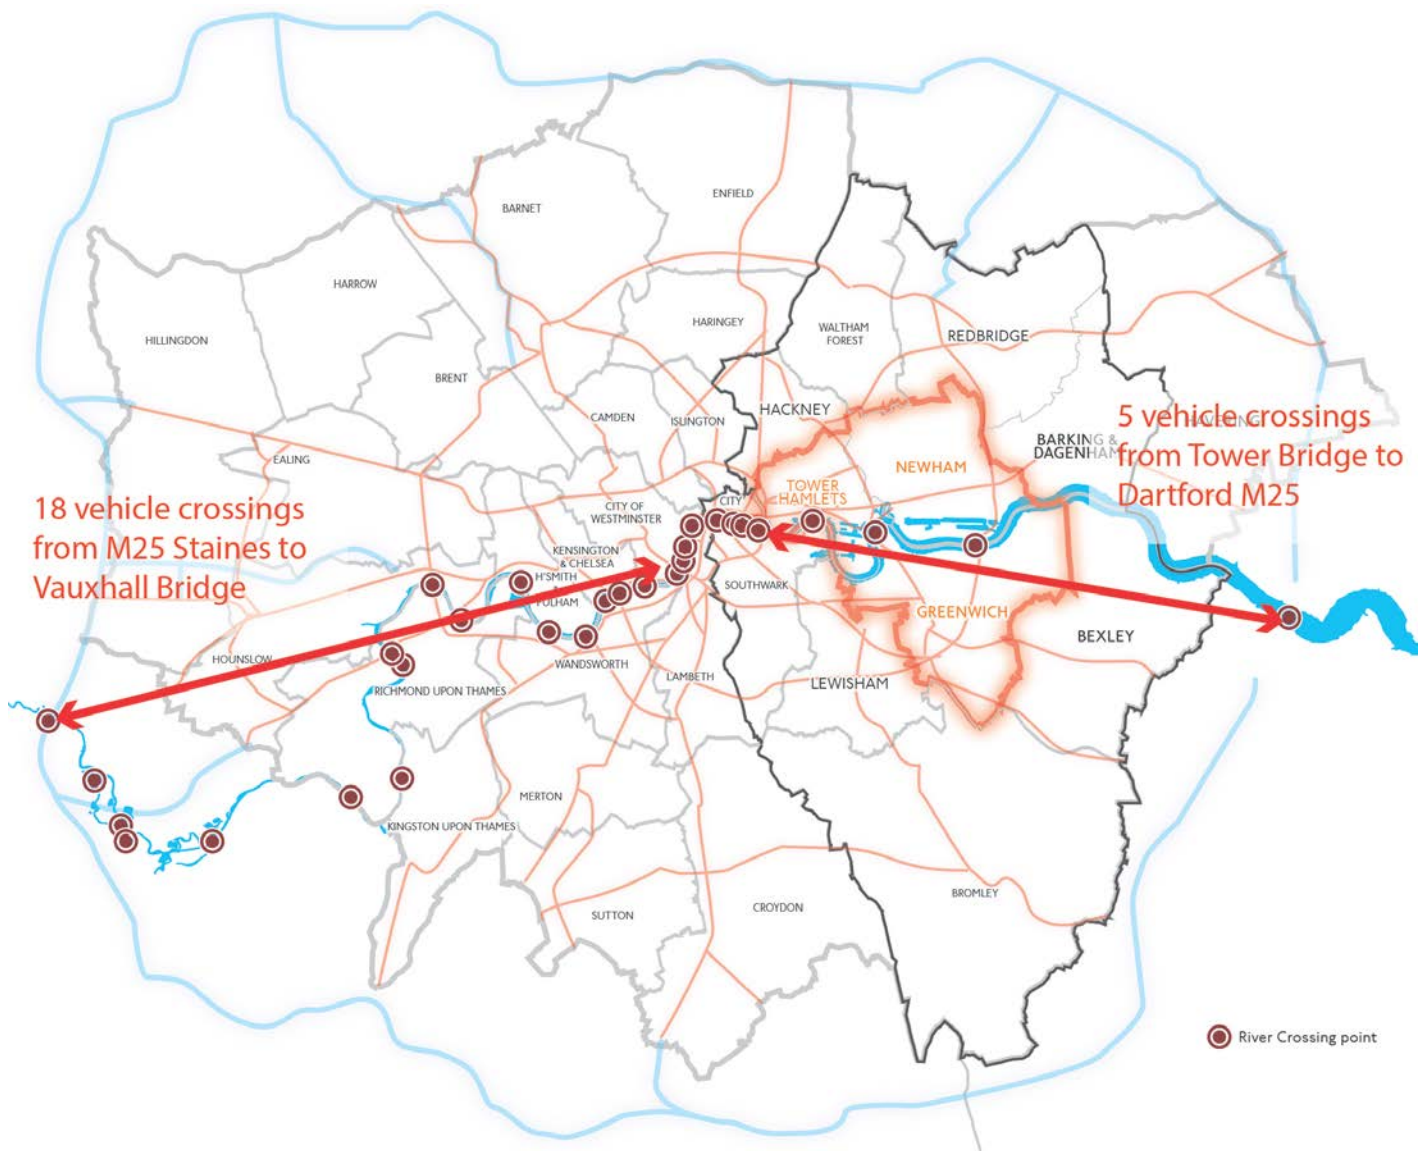 ENFIELD
BARNET
HARROW
HARINGEY
WALTHAM
FOREST
REDBRIDGE
HILLINGDON
BRENT
HACKNEY
CAMDEN
ISLINGTON
HAVERING
5 vehicle crossings
from Tower Bridge to
Dartford M25
BARKING &
DAGENHAM
EALING
NEWHAM
TOWER
HAMLETS
CITY
CITY OF
WESTMINSTER
18 vehicle crossings
from M25 Staines to
Vauxhall Bridge
KENSINGTON
& CHELSEA
H'SMITH
FULHAM
SOUTHWARK
GREENWICH
BEXLEY
HOUNSLOW
WANDSWORTH
LAMBETH
LEWISHAM
RICHMOND UPON THAMES
MERTON
KINGSTON UPON THAMES
BROMLEY
CROYDON
SUTTON
River Crossing point